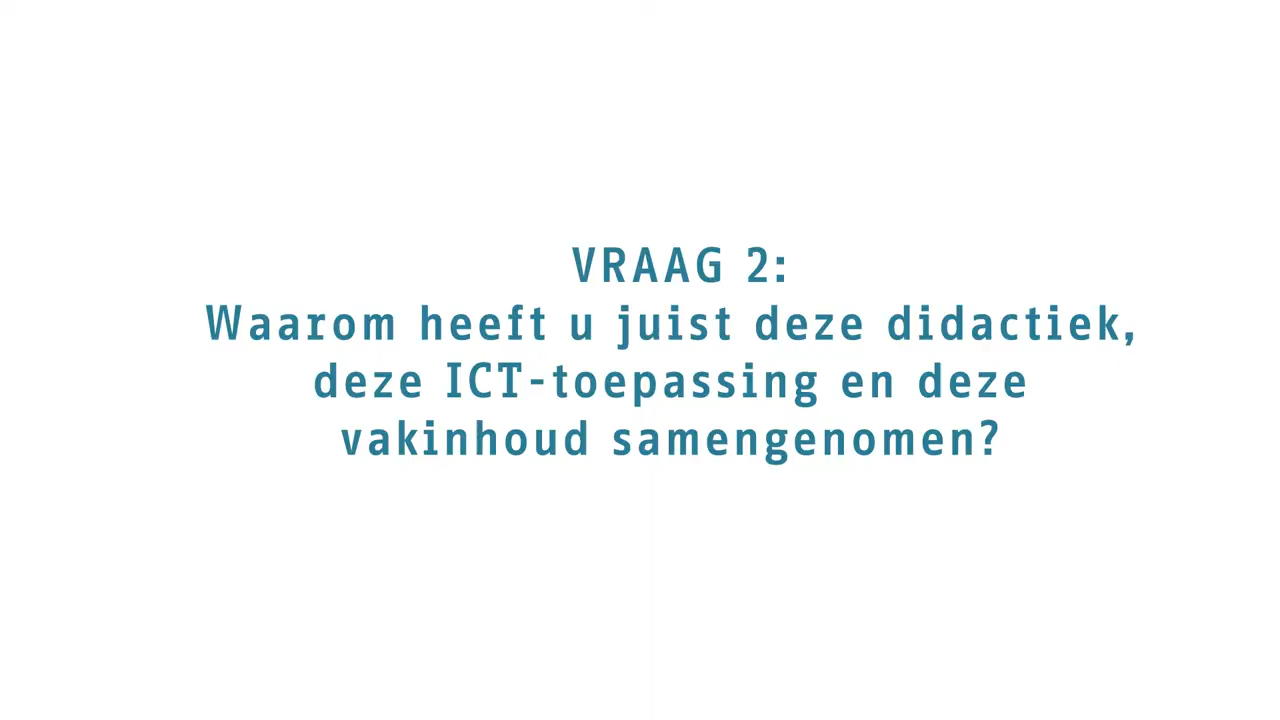 VRAAG 2:
Waarom heeft u juist deze didactiek,
deze ICT-toepassing en deze
vakinhoud samengenomen?